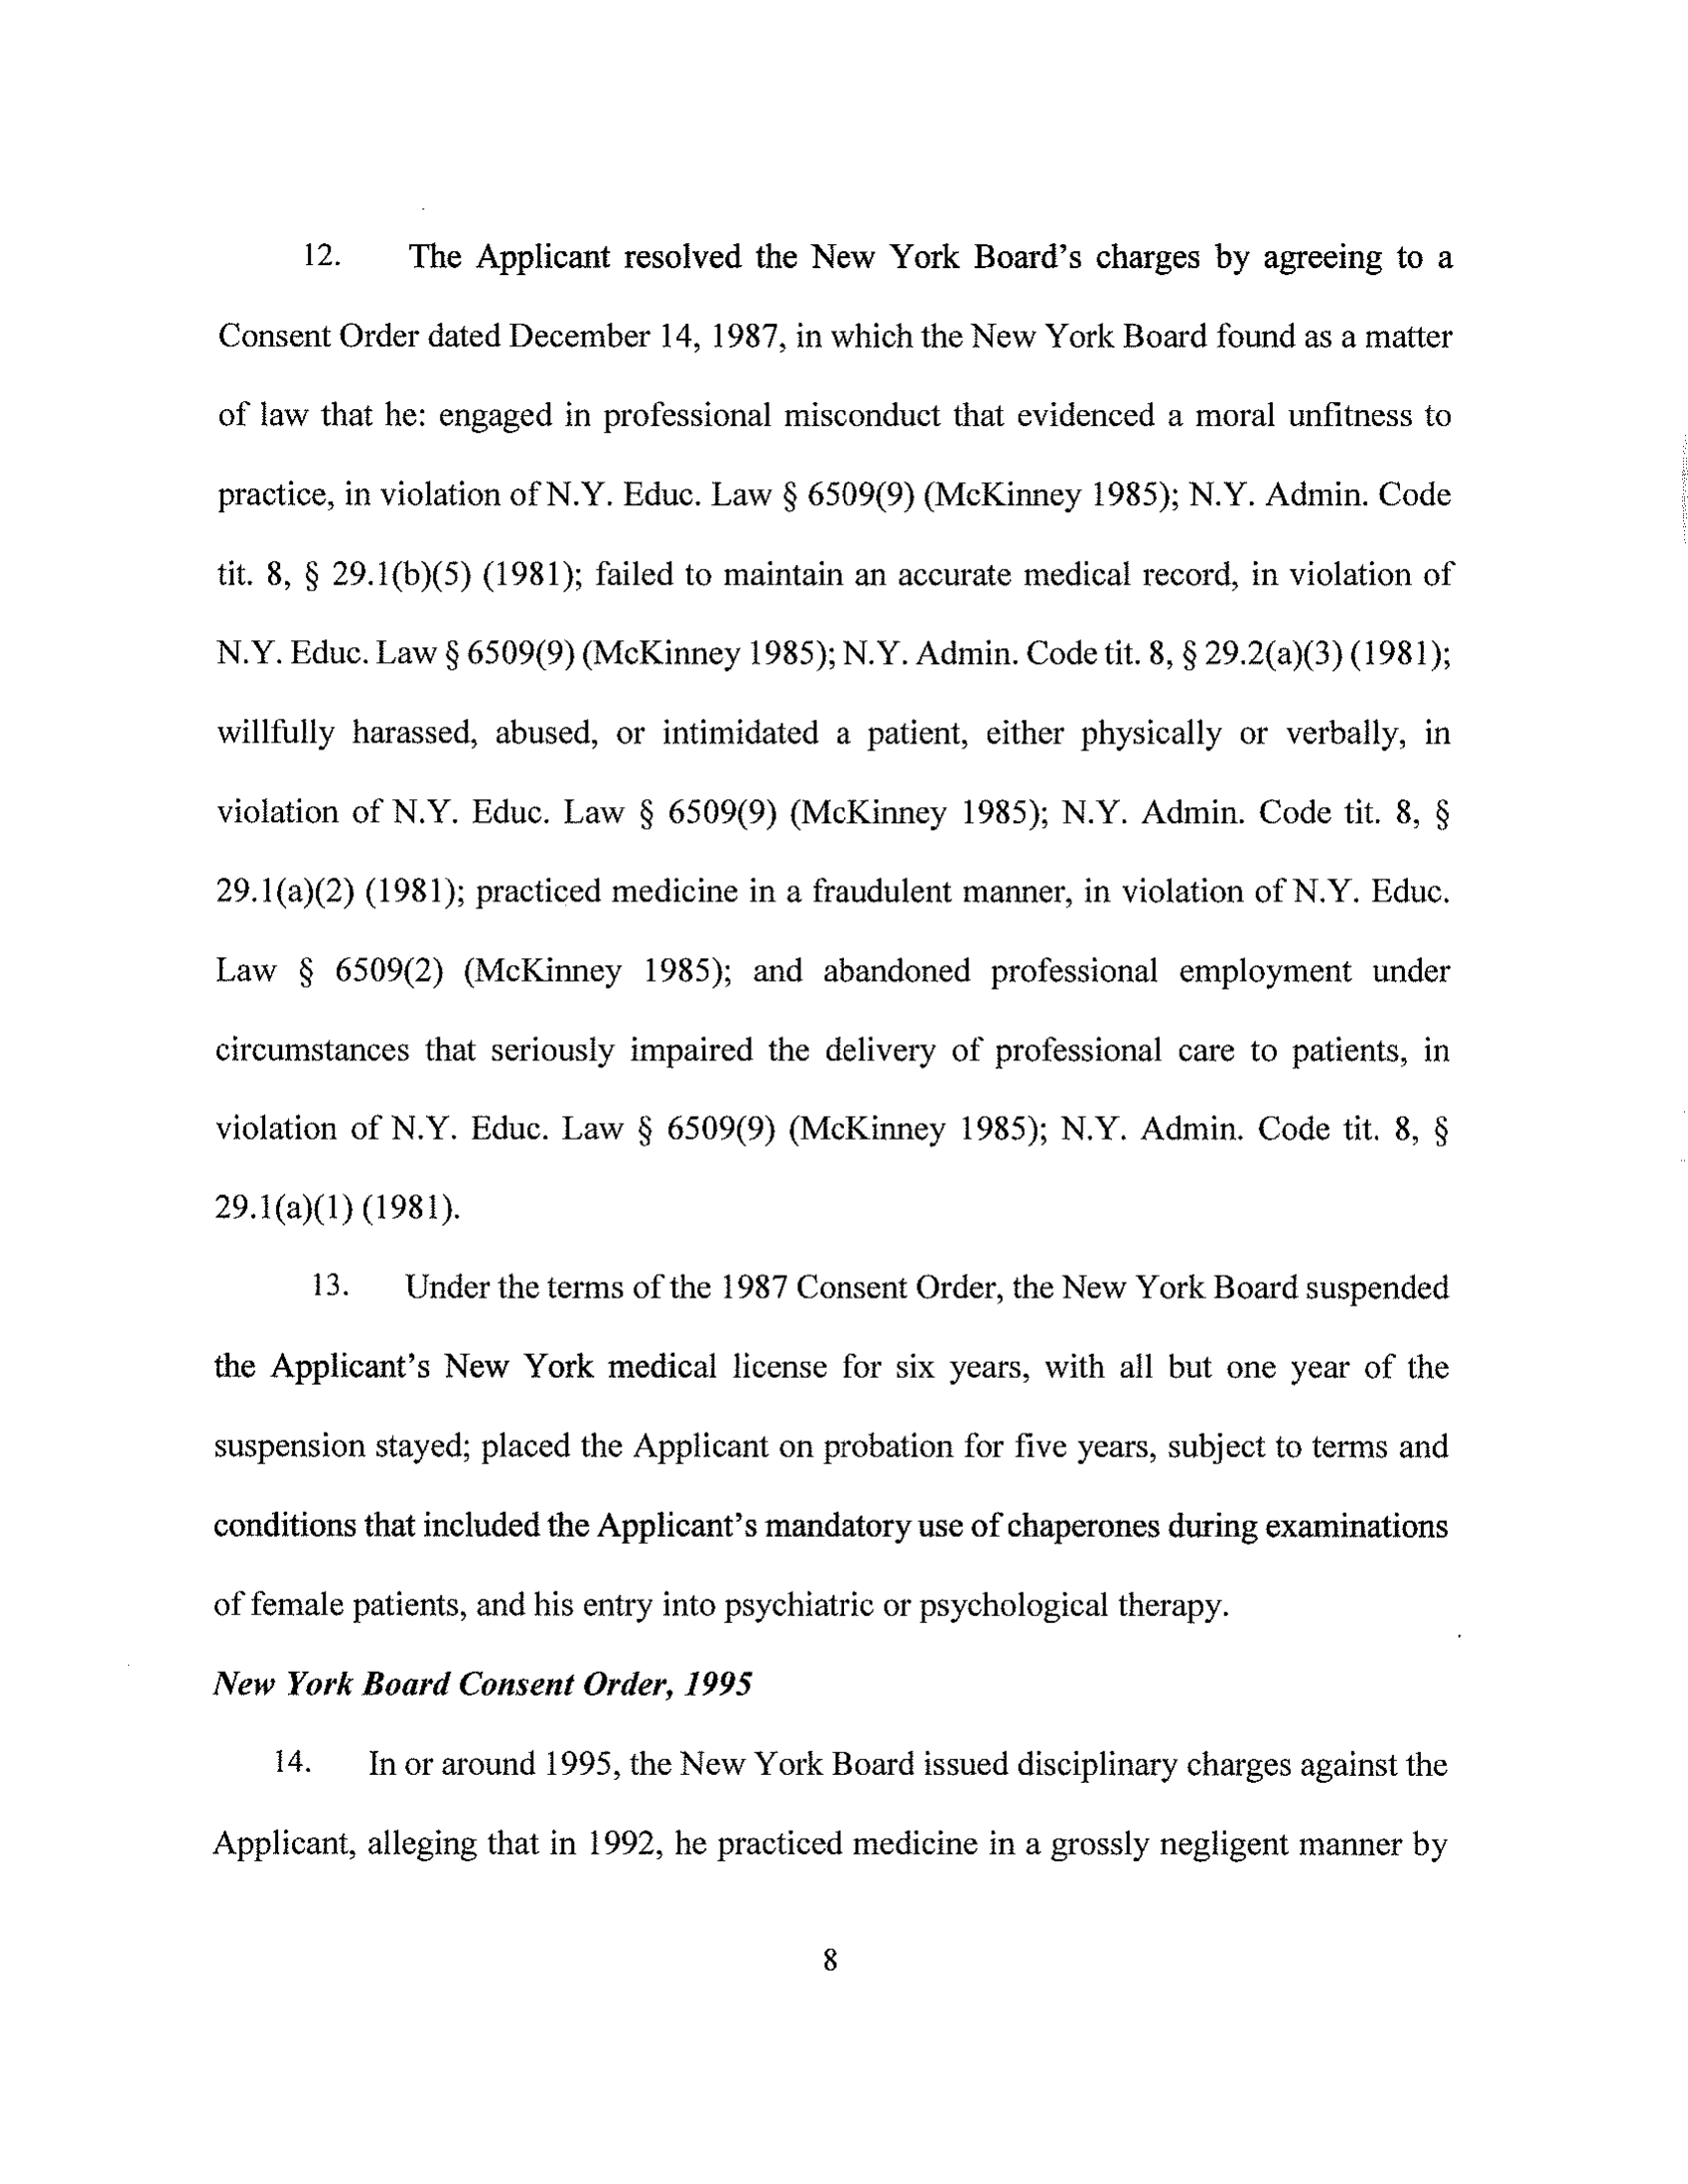 12. The Applicant resolved the New York Board's charges by agreeing to a
Consent Order dated December 14, 1987, in which the New York Board found as a matter
of law that he: engaged in professional misconduct that evidenced a moral unfitness to
practice, in violation of N.Y. Educ. Law § 6509(9) (McKinney 1985); N.Y. Admin. Code
tit. 8, § 29.1(b)(5) (1981); failed to maintain an accurate medical record, in violation of
N.Y. Educ. Law § 6509(9) (McKinney 1985); N.Y. Admin. Code tit. 8, § 29.2(a)(3) (1981);
willfully harassed, abused, or intimidated a patient, either physically or verbally, in
violation of N.Y. Educ. Law § 6509(9) (McKinney 1985); N.Y. Admin. Code tit. 8, §
29.1(a)(2) (1981); practiced medicine in a fraudulent manner, in violation of N.Y. Educ.
Law § 6509(2) (McKinney 1985); and abandoned professional employment under
circumstances that seriously impaired the delivery of professional care to patients, in
violation of N.Y. Educ. Law § 6509(9) (McKinney 1985); N.Y. Admin. Code tit. 8, §
29.1(a)(1) (1981).
13. Under the terms of the 1987 Consent Order, the New York Board suspended
the Applicant's New York medical license for six years, with all but one year of the
suspension stayed; placed the Applicant on probation for five years, subject to terms and
conditions that included the Applicant's mandatory use of chaperones during examinations
of female patients, and his entry into psychiatric or psychological therapy.
New York Board Consent Order, 1995
14. In or around 1995, the New York Board issued disciplinary charges against the
Applicant, alleging that in 1992, he practiced medicine in a grossly negligent manner by
8